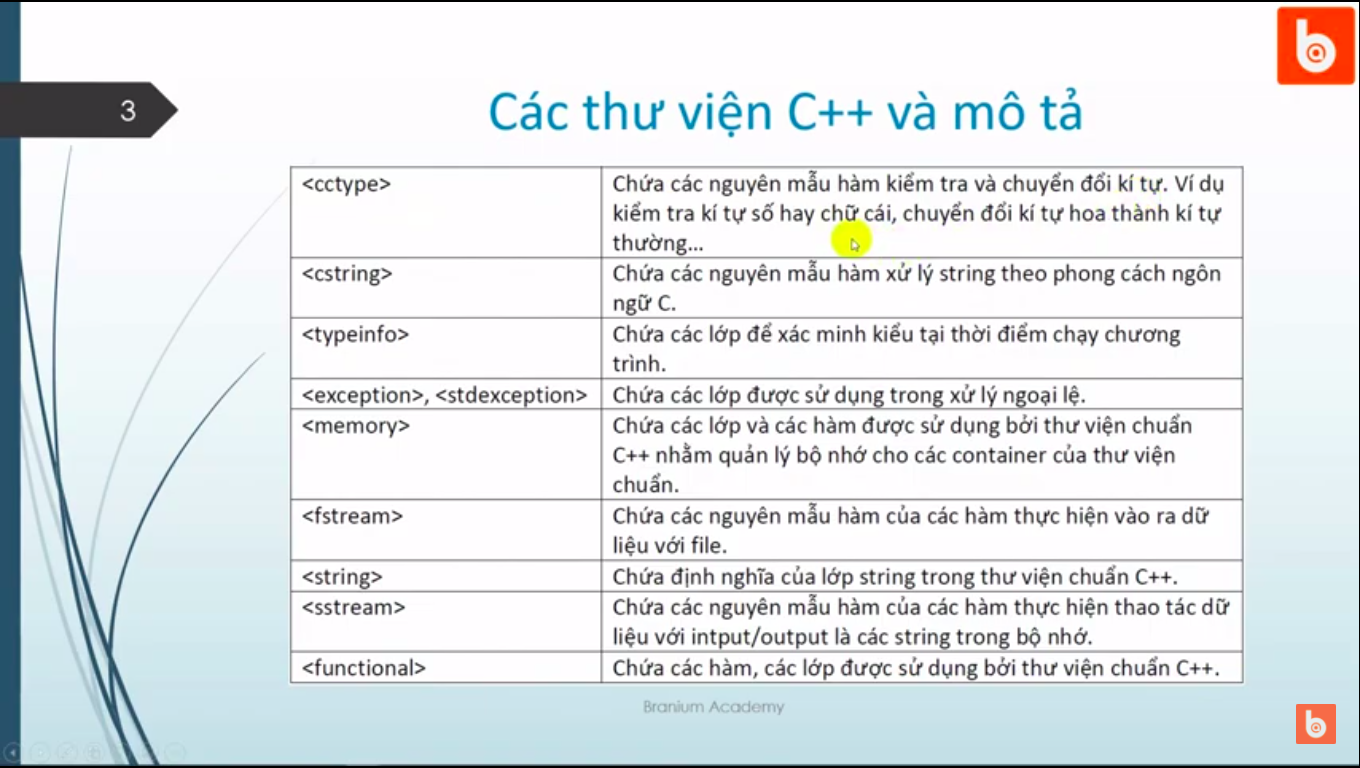 3
Các thư viện C++ và mô tả
<cctype>
Chứa các nguyên mẫu hàm kiểm tra và chuyển đổi kí tự. Ví dụ
kiểm tra kí tự số hay chữ cái, chuyển đổi kí tự hoa thành kí tự
thường...
<cstring>
Chứa các nguyên mẫu hàm xử lý string theo phong cách ngôn
ngữ C.
<typeinfo>
Chứa các lớp để xác minh kiểu tại thời điểm chạy chương
trình.
<exception>, <stdexception>
Chứa các lớp được sử dụng trong xử lý ngoại lệ.
<memory>
Chứa các lớp và các hàm được sử dụng bởi thư viện chuẩn
C++ nhằm quản lý bộ nhớ cho các container của thư viện
chuẩn.
<fstream>
Chứa các nguyên mẫu hàm của các hàm thực hiện vào ra dữ
liệu với file.
<string>
Chứa định nghĩa của lớp string trong thư viện chuẩn C++.
<sstream>
Chứa các nguyên mẫu hàm của các hàm thực hiện thao tác dữ
liệu với intput/output là các string trong bộ nhớ.
<functional>
Chứa các hàm, các lớp được sử dụng bởi thư viện chuẩn C++.
Branium Academy